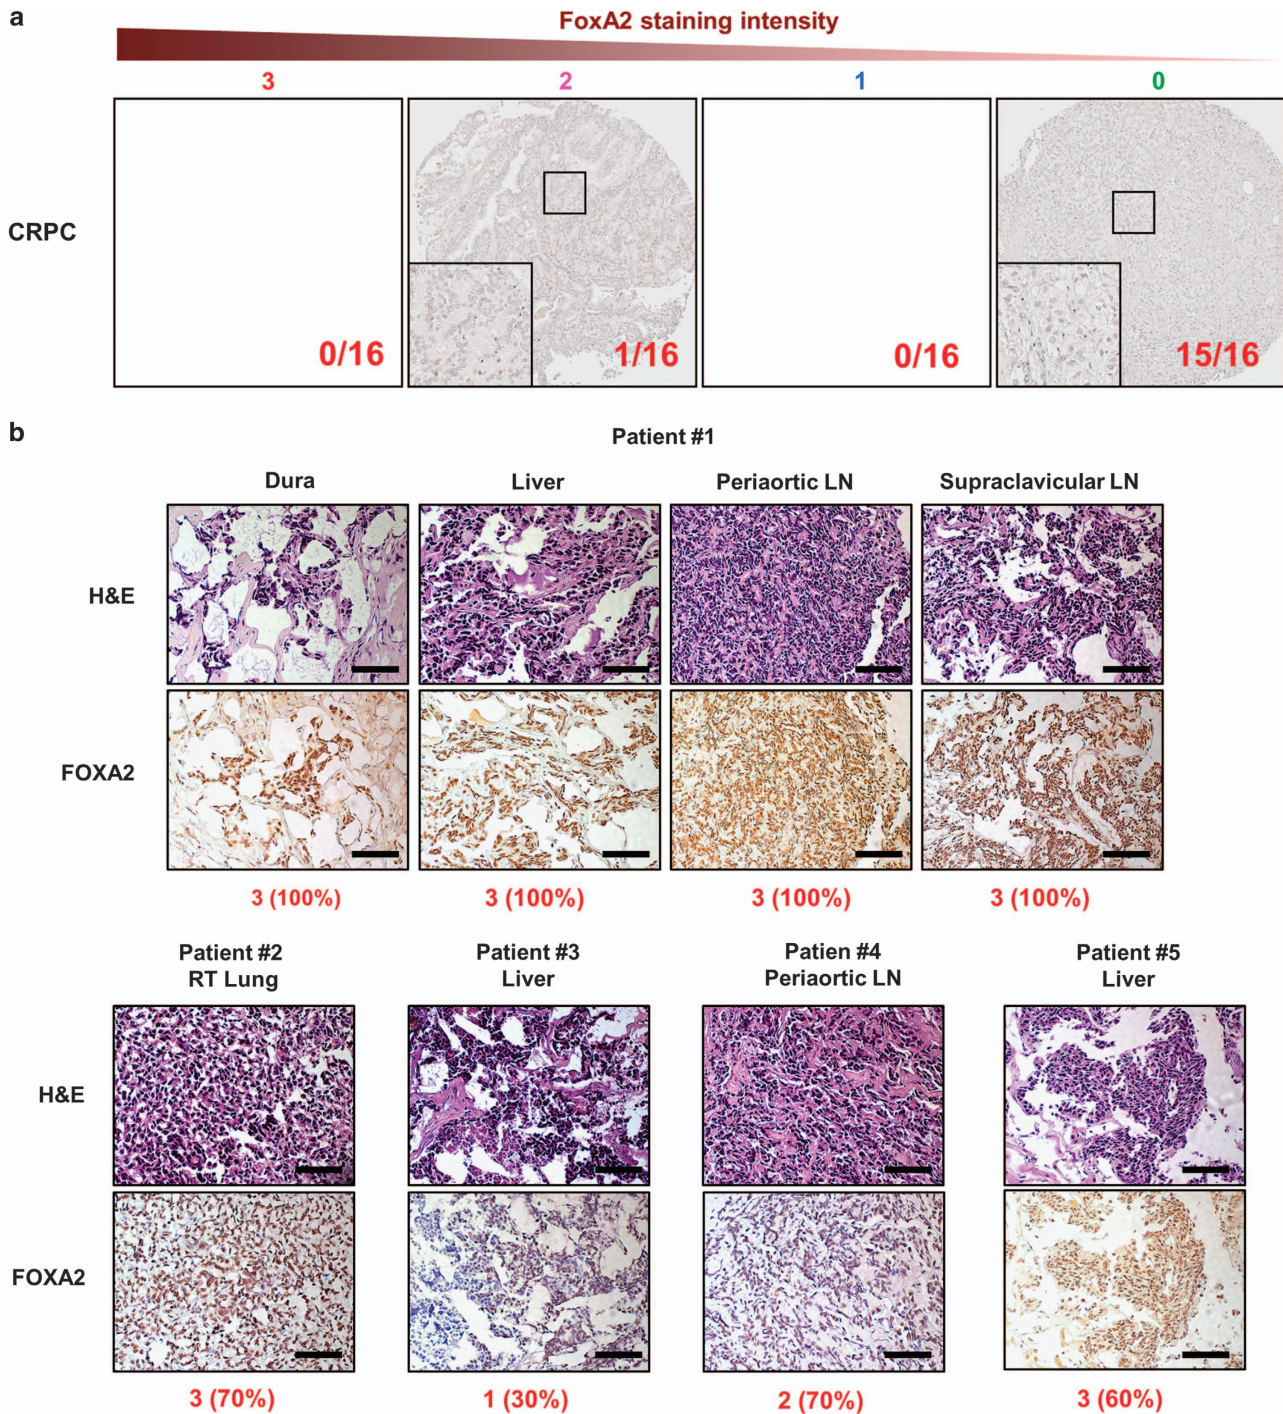 a
FoxA2 staining intensity
3 2 1 0
CRPC
0/16 1/16 0/16 15/16
b
Patient #1
Dura Liver Periaortic LN Supraclavicular LN
H&E
FOXA2
3 (100%) 3 (100%) 3 (100%) 3 (100%)
Patient #2 Patient #3 Patien #4 Patient #5
RT Lung Liver Periaortic LN Liver
H&E
FOXA2
3 (70%) 1 (30%) 2 (70%) 3 (60%)